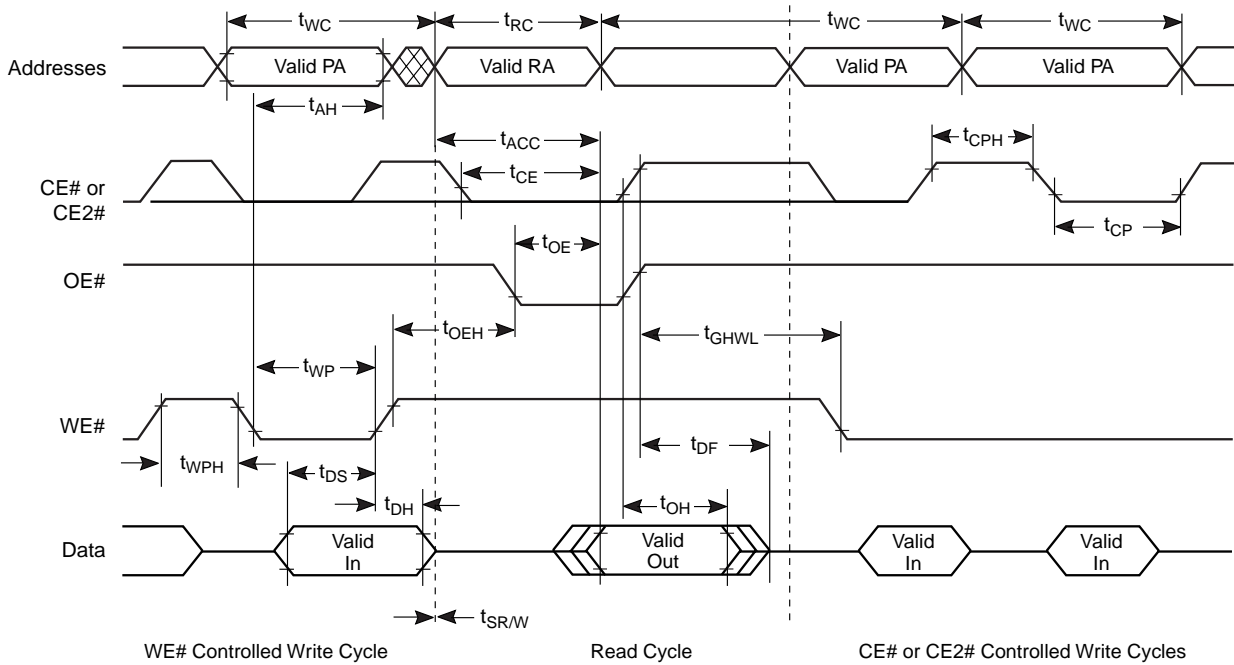 tWC tRC tWC tWC
Addresses Valid PA Valid RA Valid PA Valid PA
tAH
tACC tCPH
tCE
CE# or
CE2#
tCP
tOE
OE#
tOEH tGHWL
tWP
WE#
tWPH tDS tDF
tDH tOH
Data Valid In Valid Out Valid In Valid In
tSR/W
WE# Controlled Write Cycle Read Cycle CE# or CE2# Controlled Write Cycles